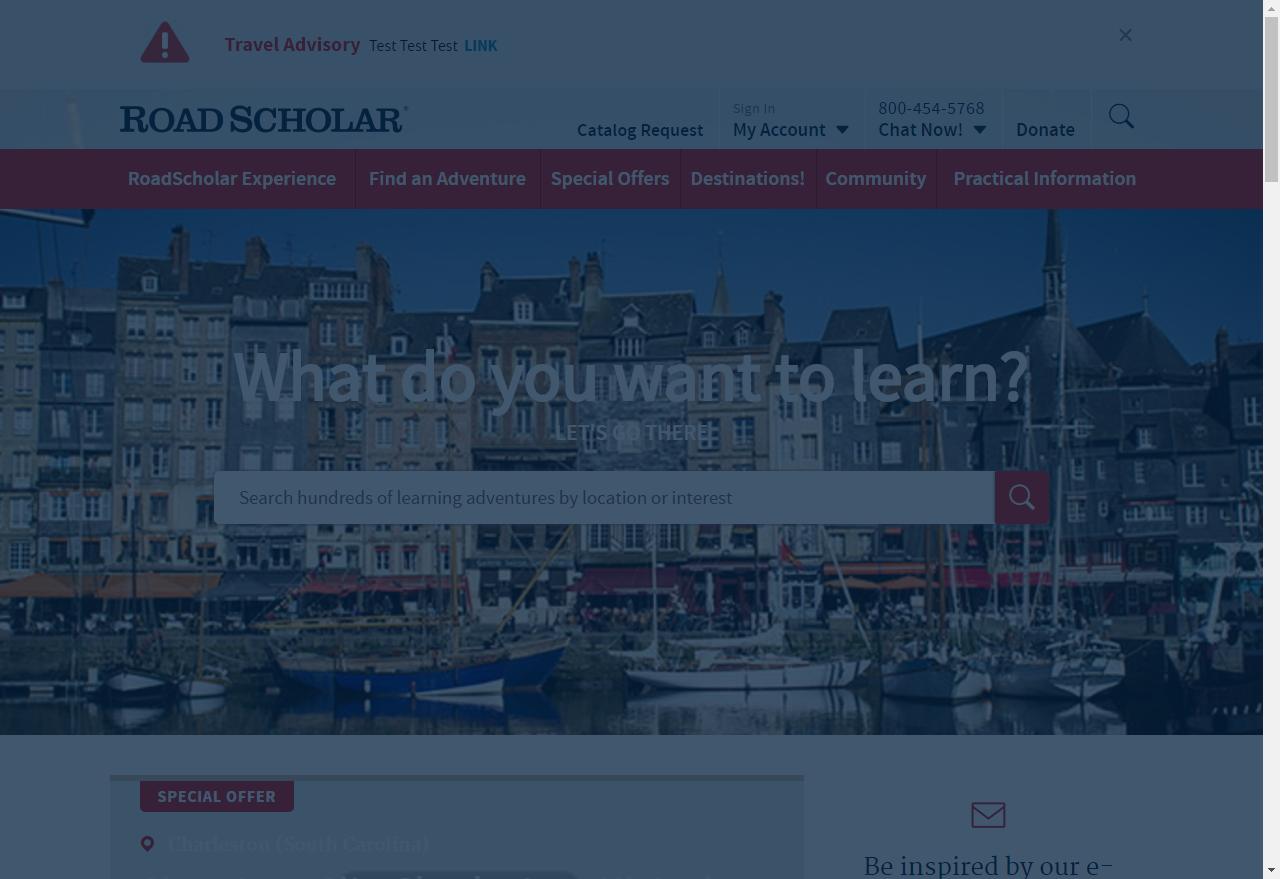 Travel Advisory Test Test Test LINK
ROAD SCHOLAR®
Sign In
800-454-5768
Catalog Request
My Account
Chat Now!
Donate
RoadScholar Experience
Find an Adventure
Special Offers
Destinations!
Community
Practical Information
What do you want to learn?
LET'S GO THERE.
Search hundreds of learning adventures by location or interest
SPECIAL OFFER
Charleston (South Carolina)
Be inspired by our e-